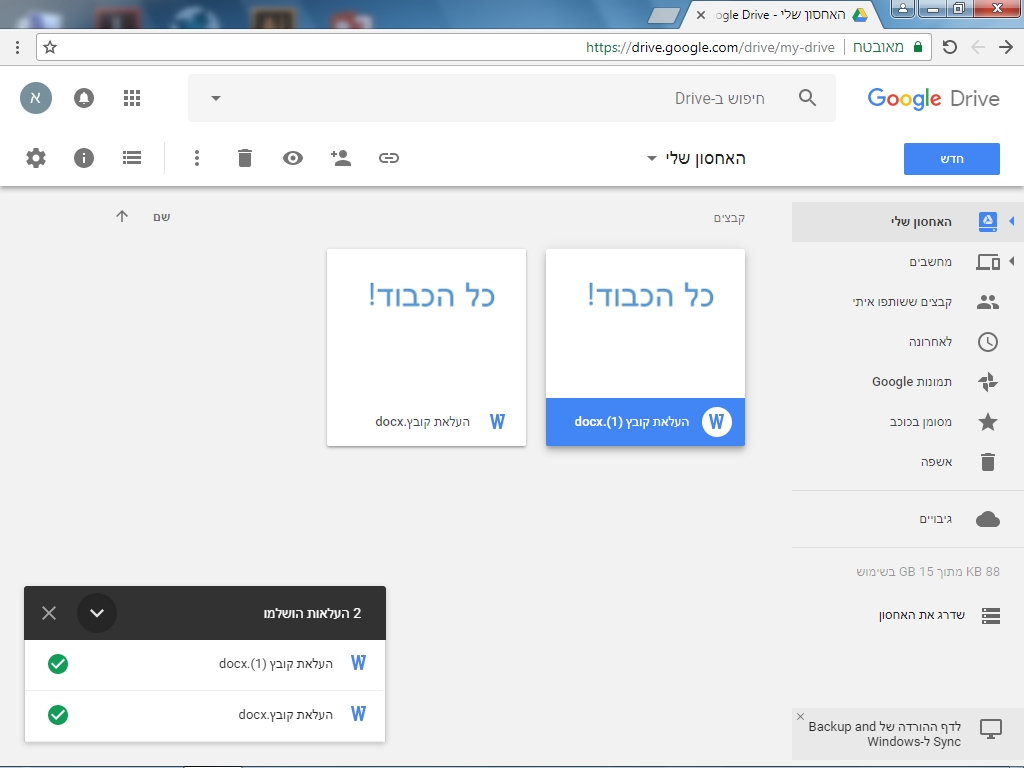 האחסון שלי - ogle Drive
מאובטח | https://drive.google.com/drive/my-drive
Google Drive
חיפוש ב-Drive
א
חדש
האחסון שלי
קבצים
שם
האחסון שלי
מחשבים
קבצים ששותפו איתי
לאחרונה
תמונות Google
מסומן בכוכב
אשפה
גיבויים
88 KB מתוך 15 GB בשימוש
שדרג את האחסון
כל הכבוד!
העלאת קובץ (1).docx
כל הכבוד!
העלאת קובץ.docx
2 העלאות הושלמו
העלאת קובץ (1).docx
העלאת קובץ.docx
לדף ההורדה של Backup and
Sync ל-Windows